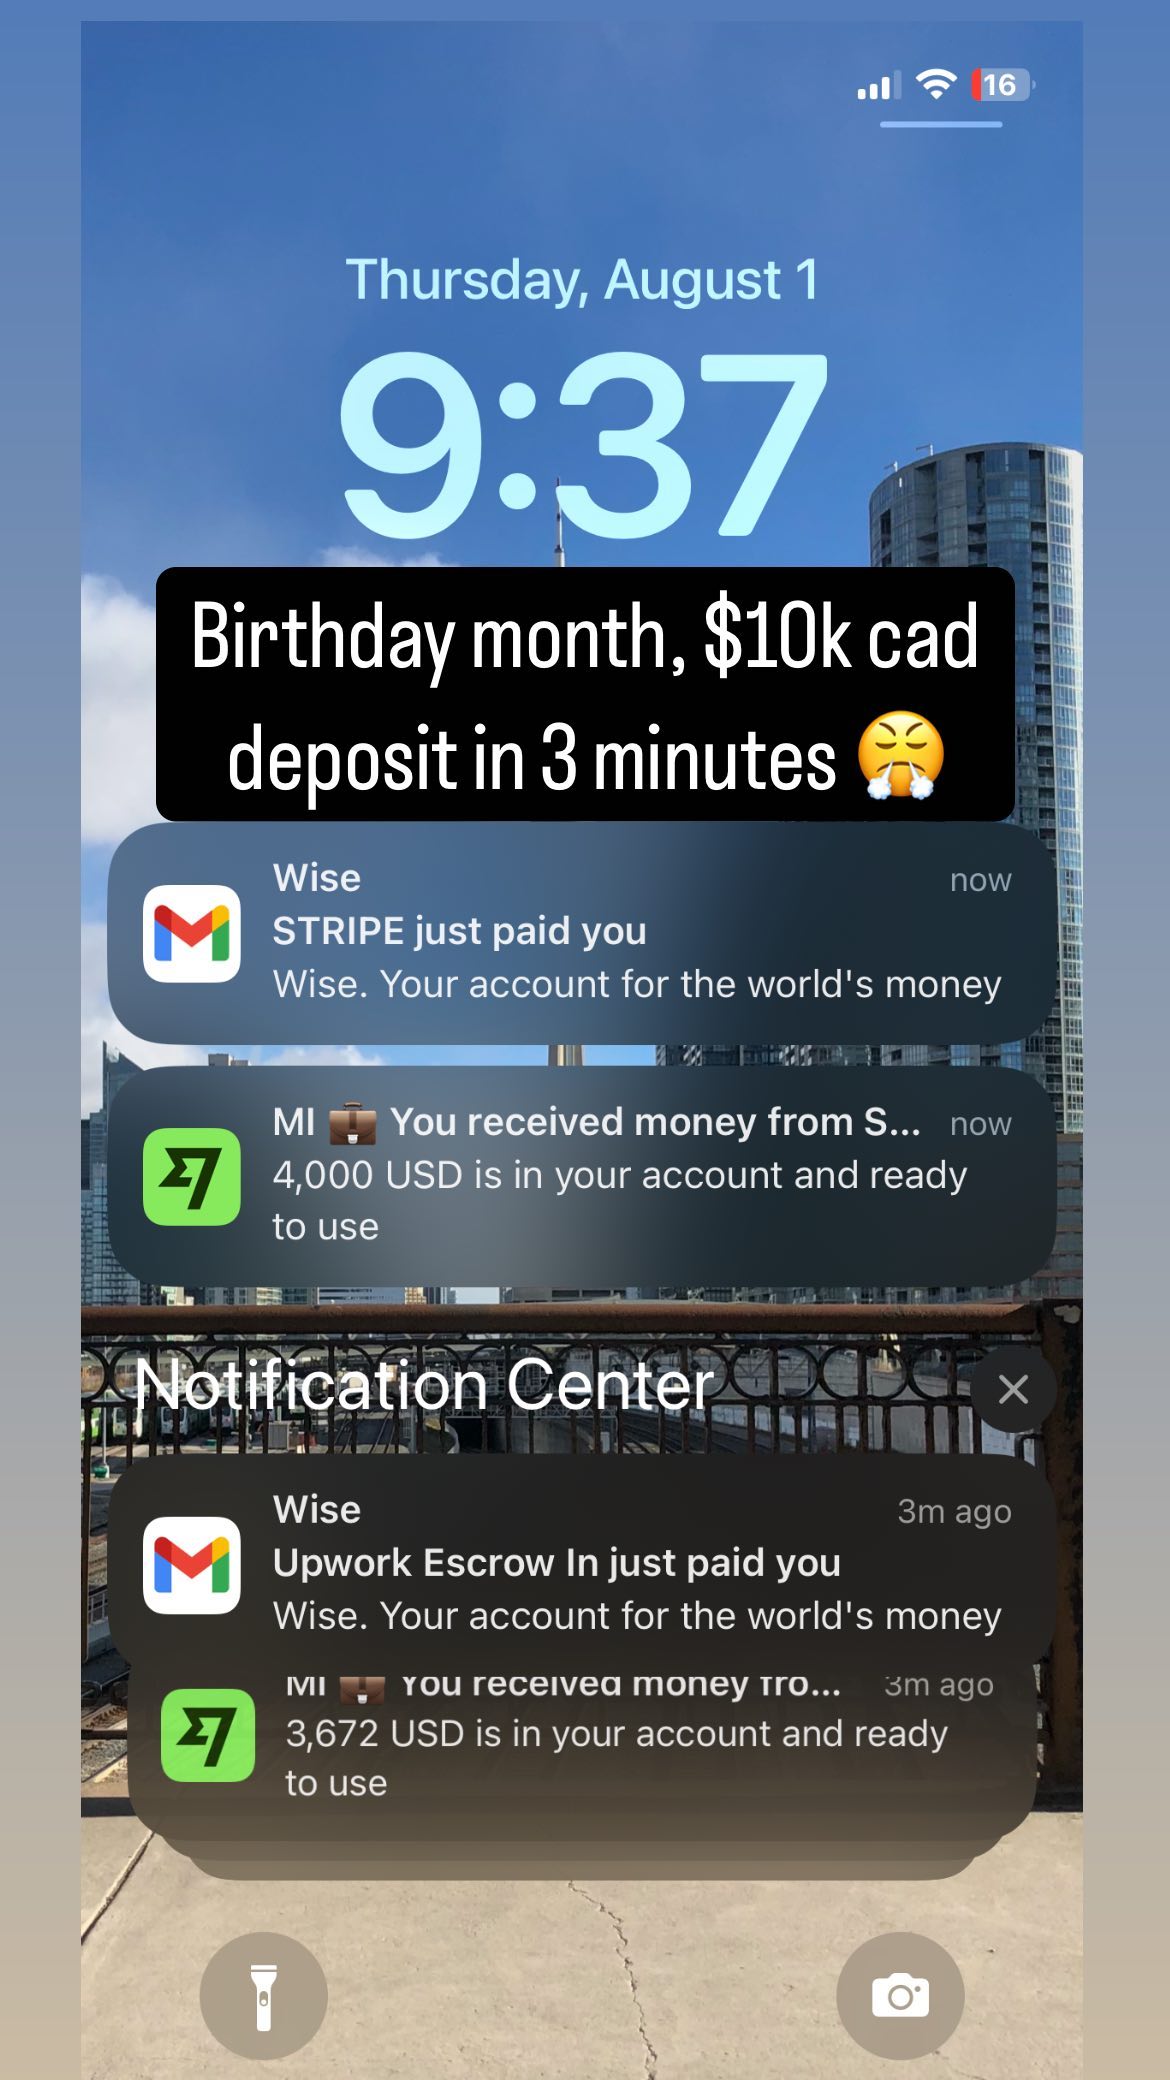 16
Thursday, August 1
9:37
Birthday month, $10k cad
deposit in 3 minutes 😤
Wise
now
STRIPE just paid you
Wise. Your account for the world's money
MI 💼 You received money from S...
now
4,000 USD is in your account and ready
to use
Notification Center
Wise
3m ago
Upwork Escrow In just paid you
Wise. Your account for the world's money
MI 💼 You received money fro...
3m ago
3,672 USD is in your account and ready
to use